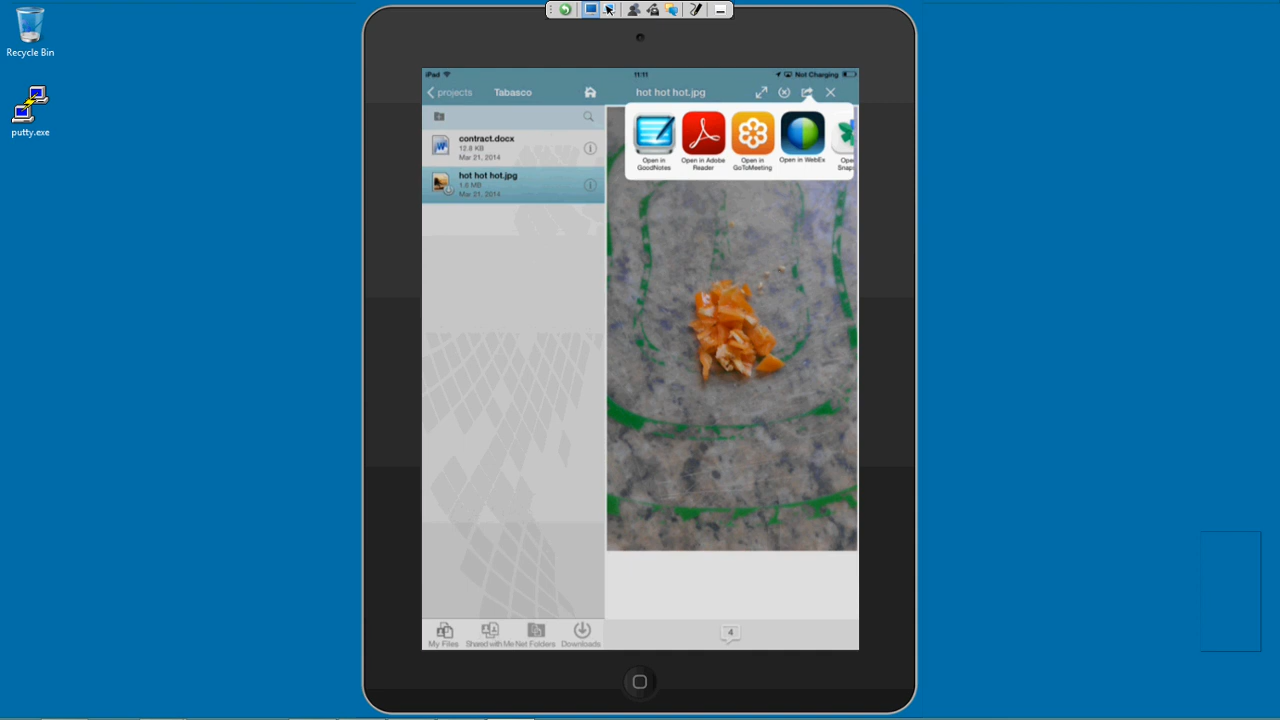 Recycle Bin
putty.exe
iPad
11:11
Not Charging
projects
Tabasco
hot hot hot.jpg
contract.docx
12.8 KB
Mar 21, 2014
hot hot hot.jpg
1.6 MB
Mar 21, 2014
Open in
GoodNotes
Open in Adobe
Reader
Open in
GoToMeeting
Open in WebEx
Ope
Snap
My Files
Shared with Me
Net Folders
Downloads
4